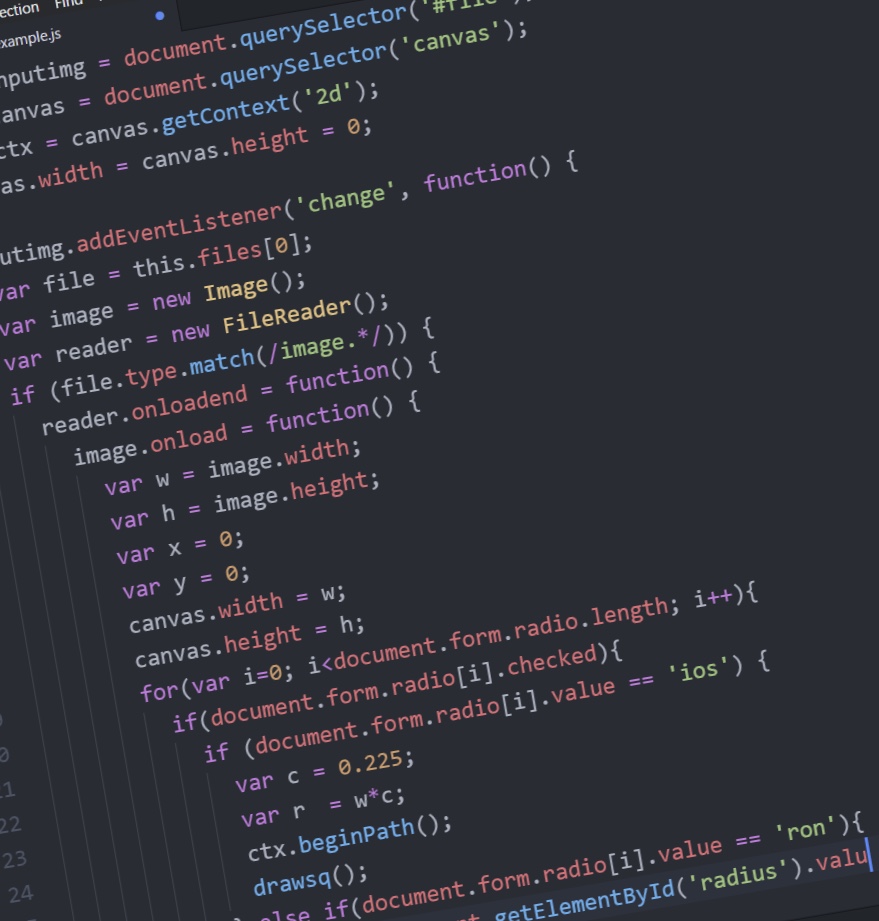 ection Find
example.js
nputimg = document.querySelector('#file');
canvas = document.querySelector('canvas');
ctx = canvas.getContext('2d');
as.width = canvas.height = 0;
utimg.addEventListener('change', function() {
var file = this.files[0];
var image = new Image();
var reader = new FileReader();
if (file.type.match(/image.*/)) {
reader.onloadend = function() {
image.onload = function() {
var w = image.width;
var h = image.height;
var x = 0;
var y = 0;
canvas.width = w;
canvas.height = h;
for(var i=0; i<document.form.radio.length; i++){
if(document.form.radio[i].checked){
if (document.form.radio[i].value == 'ios') {
var c = 0.225;
var r  = w*c;
22 ctx.beginPath();
23 drawsq();
24 } else if(document.form.radio[i].value == 'ron'){
t.getElementById('radius').valu